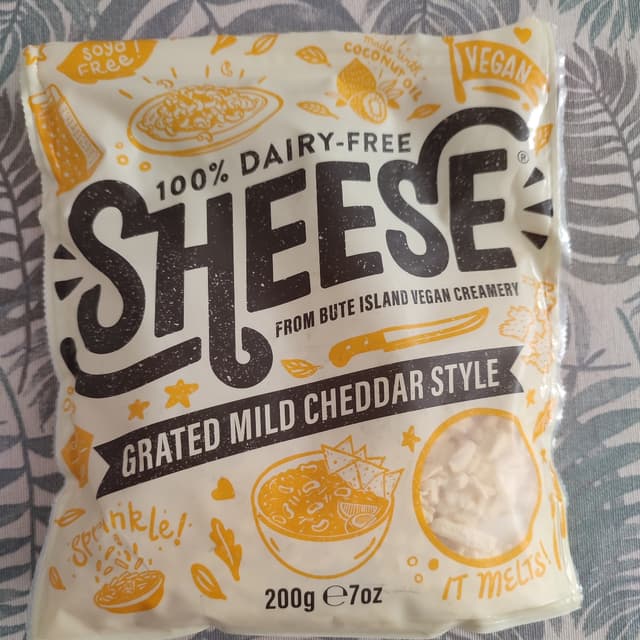 SOYA
FREE!
made with
COCONUT OIL
VEGAN
100% DAIRY-FREE
SHEESE®
FROM BUTE ISLAND VEGAN CREAMERY
GRATED MILD CHEDDAR STYLE
sprinkle!
IT MELTS!
200g ℮ 7oz